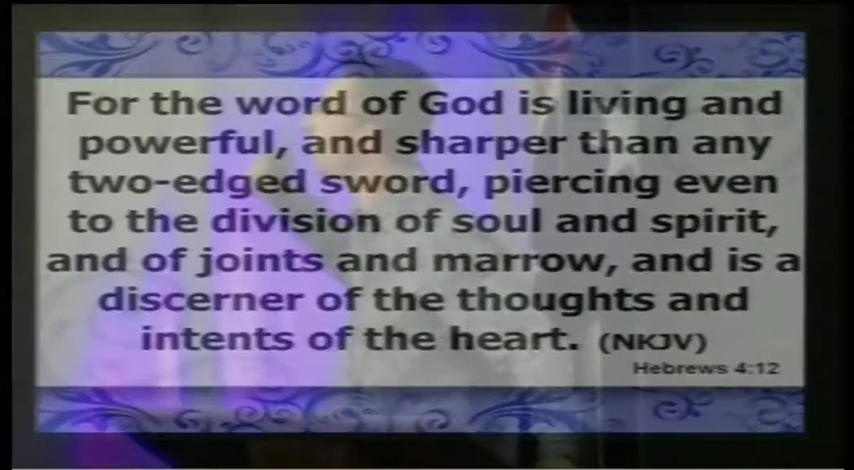 For the word of God is living and
powerful, and sharper than any
two-edged sword, piercing even
to the division of soul and spirit,
and of joints and marrow, and is a
discerner of the thoughts and
intents of the heart. (NKJV)
Hebrews 4:12